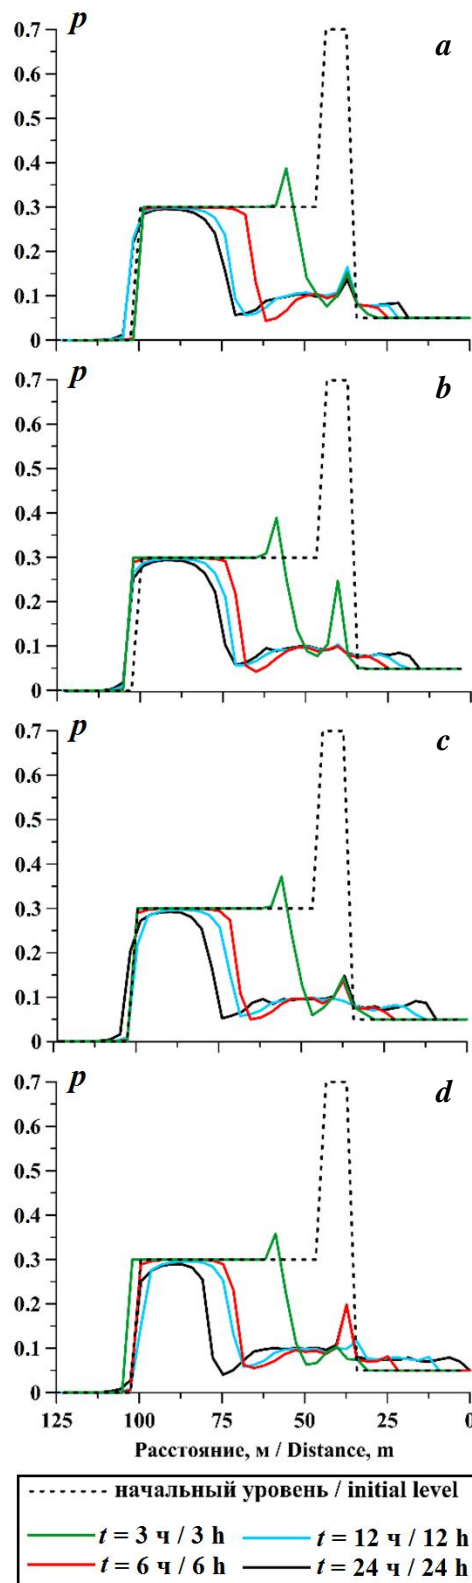 p
a
0.7
0.6
0.5
0.4
0.3
0.2
0.1
0
p
b
0.7
0.6
0.5
0.4
0.3
0.2
0.1
0
p
c
0.7
0.6
0.5
0.4
0.3
0.2
0.1
0
p
d
0.7
0.6
0.5
0.4
0.3
0.2
0.1
0
125 100 75 50 25 0
Расстояние, м / Distance, m
начальный уровень / initial level
t = 3 ч / 3 h t = 12 ч / 12 h
t = 6 ч / 6 h t = 24 ч / 24 h